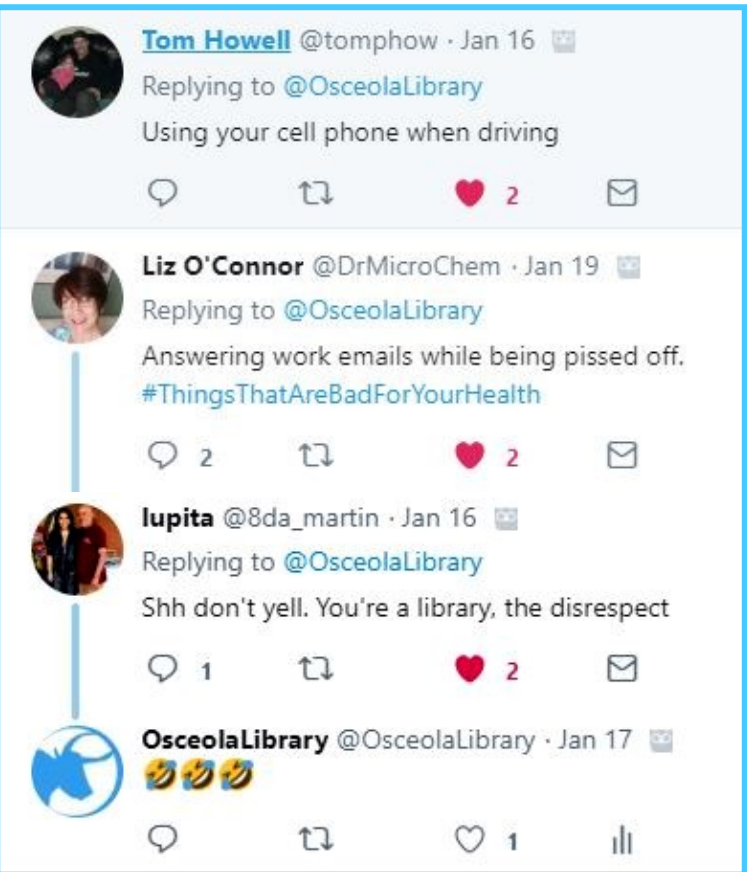 Tom Howell @tomphow · Jan 16
Replying to @OsceolaLibrary
Using your cell phone when driving
2
Liz O'Connor @DrMicroChem · Jan 19
Replying to @OsceolaLibrary
Answering work emails while being pissed off.
#ThingsThatAreBadForYourHealth
2 2
lupita @8da_martin · Jan 16
Replying to @OsceolaLibrary
Shh don't yell. You're a library, the disrespect
1 2
OsceolaLibrary @OsceolaLibrary · Jan 17
🤣🤣🤣
1